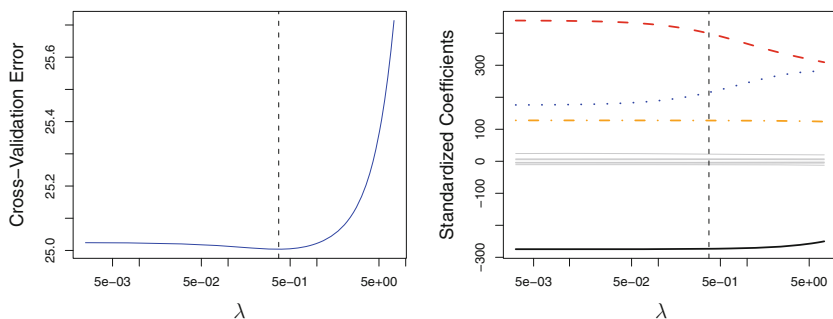 Cross−Validation Error
25.0 25.2 25.4 25.6
5e−03 5e−02 5e−01 5e+00
λ
Standardized Coefficients
−300 −100 0 100 300
5e−03 5e−02 5e−01 5e+00
λ